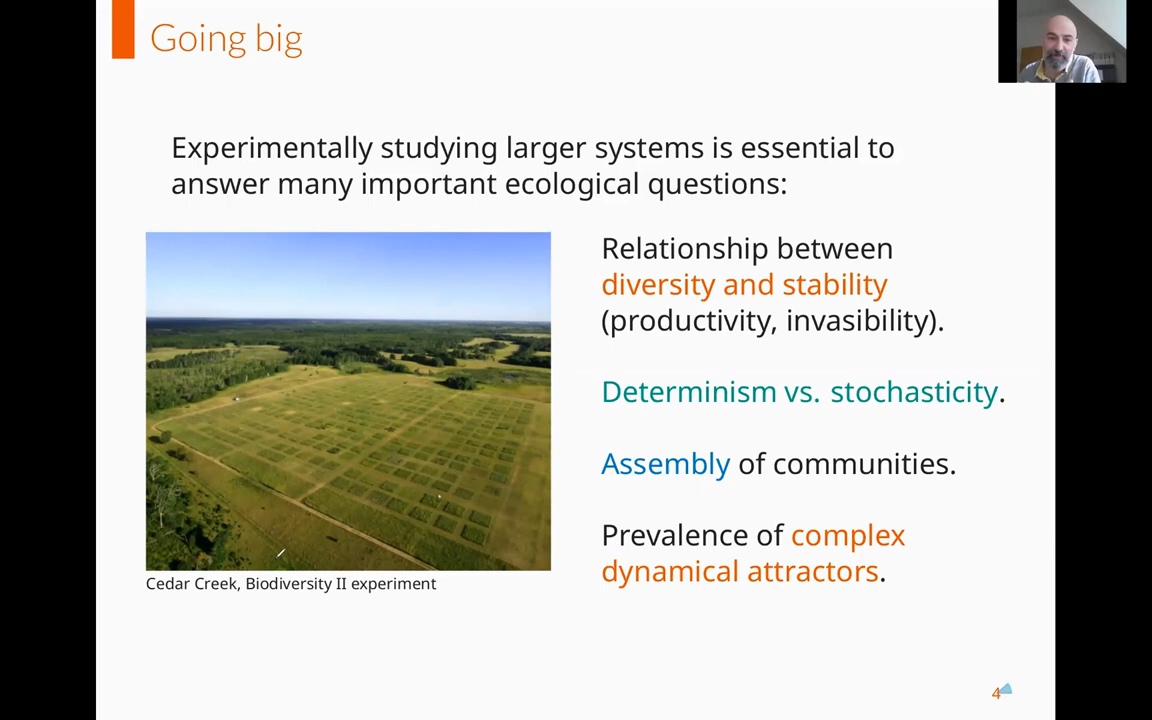 Going big
Experimentally studying larger systems is essential to
answer many important ecological questions:
Relationship between
diversity and stability
(productivity, invasibility).
Determinism vs. stochasticity.
Assembly of communities.
Prevalence of complex
dynamical attractors.
Cedar Creek, Biodiversity II experiment
4